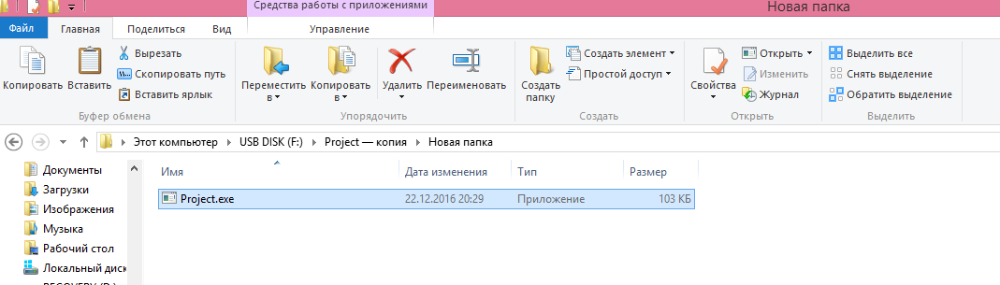 Средства работы с приложениями
Новая папка
Файл
Главная
Поделиться
Вид
Управление
Копировать
Вставить
Вырезать
Скопировать путь
Вставить ярлык
Буфер обмена
Переместить
в
Копировать
в
Удалить
Переименовать
Упорядочить
Создать
папку
Создать элемент
Простой доступ
Создать
Свойства
Открыть
Изменить
Журнал
Открыть
Выделить все
Снять выделение
Обратить выделение
Выделить
Этот компьютер
USB DISK (F:)
Project — копия
Новая папка
Документы
Загрузки
Изображения
Музыка
Рабочий стол
Локальный диск
Имя
Дата изменения
Тип
Размер
Project.exe
22.12.2016 20:29
Приложение
103 КБ